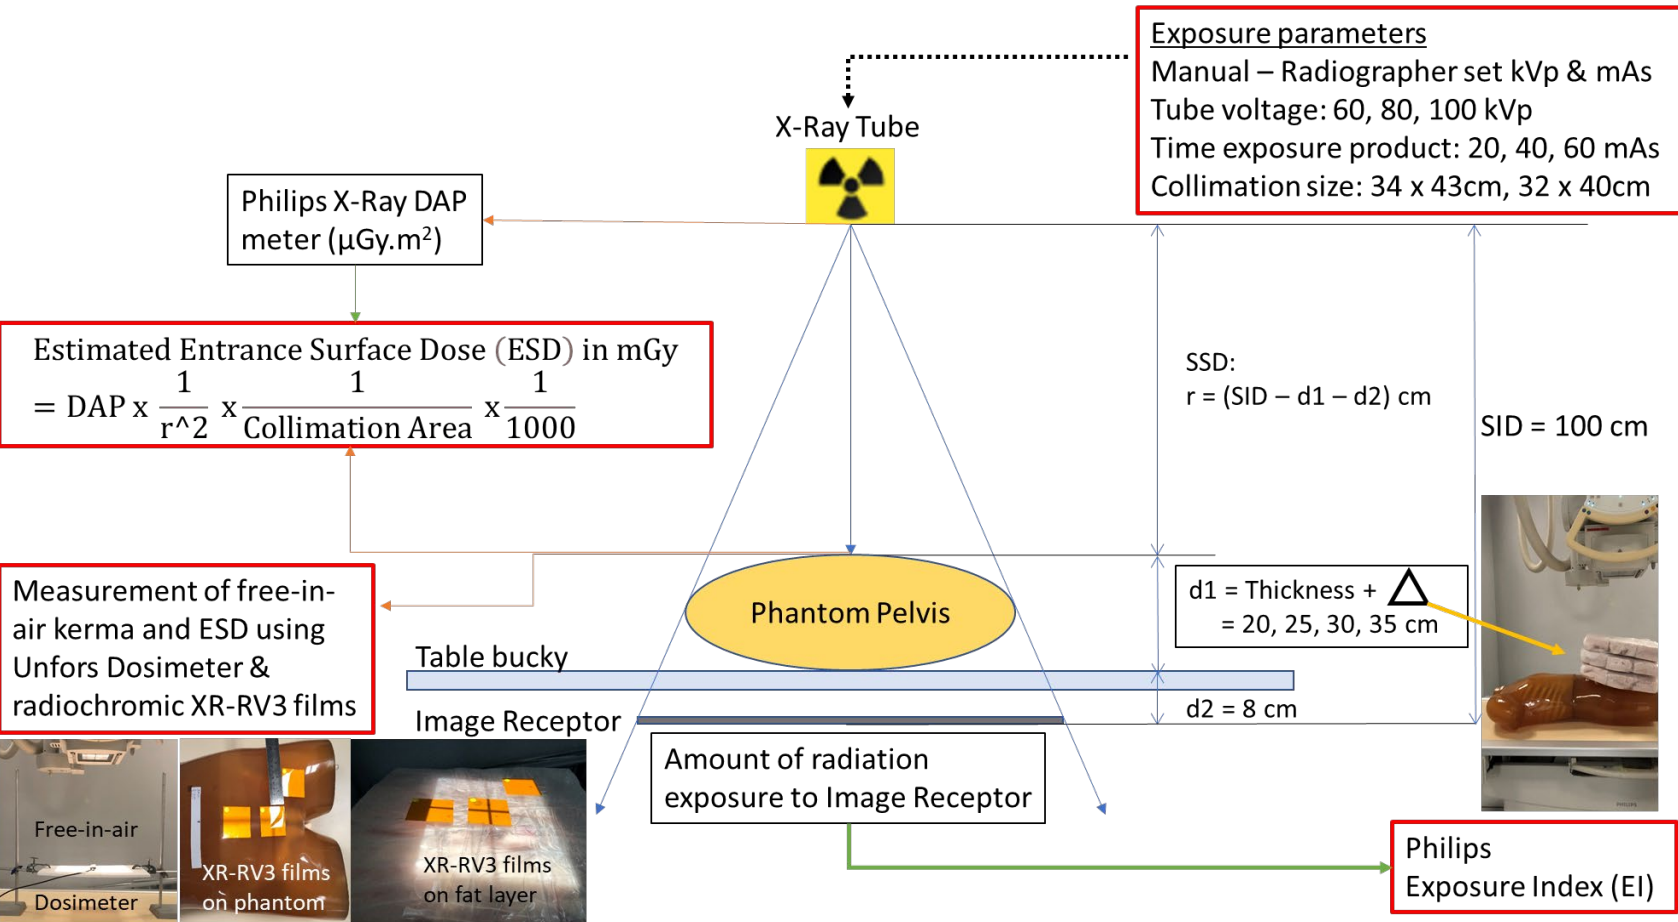 Exposure parameters
Manual – Radiographer set kVp & mAs
Tube voltage: 60, 80, 100 kVp
Time exposure product: 20, 40, 60 mAs
Collimation size: 34 x 43cm, 32 x 40cm
X-Ray Tube
Philips X-Ray DAP
meter (μGy.m²)
Estimated Entrance Surface Dose (ESD) in mGy
= DAP x 1/r^2 x 1/Collimation Area x 1/1000
SSD:
r = (SID – d1 – d2) cm
SID = 100 cm
Measurement of free-in-
air kerma and ESD using
Unfors Dosimeter &
radiochromic XR-RV3 films
Phantom Pelvis
d1 = Thickness + △
= 20, 25, 30, 35 cm
Table bucky
d2 = 8 cm
Image Receptor
Amount of radiation
exposure to Image Receptor
Free-in-air
Dosimeter
XR-RV3 films
on phantom
XR-RV3 films
on fat layer
PHILIPS
Philips
Exposure Index (EI)